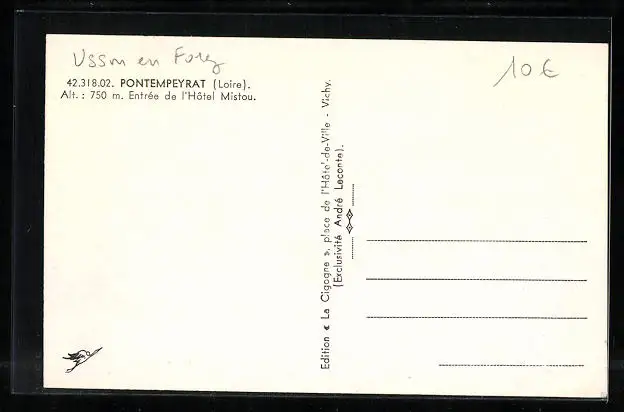 Usson en Forez
10 €
42.318.02. PONTEMPEYRAT (Loire).
Alt. : 750 m. Entrée de l'Hôtel Mistou.
Edition « La Cigogne », place de l'Hôtel-de-Ville - Vichy.
(Exclusivité André Leconte).